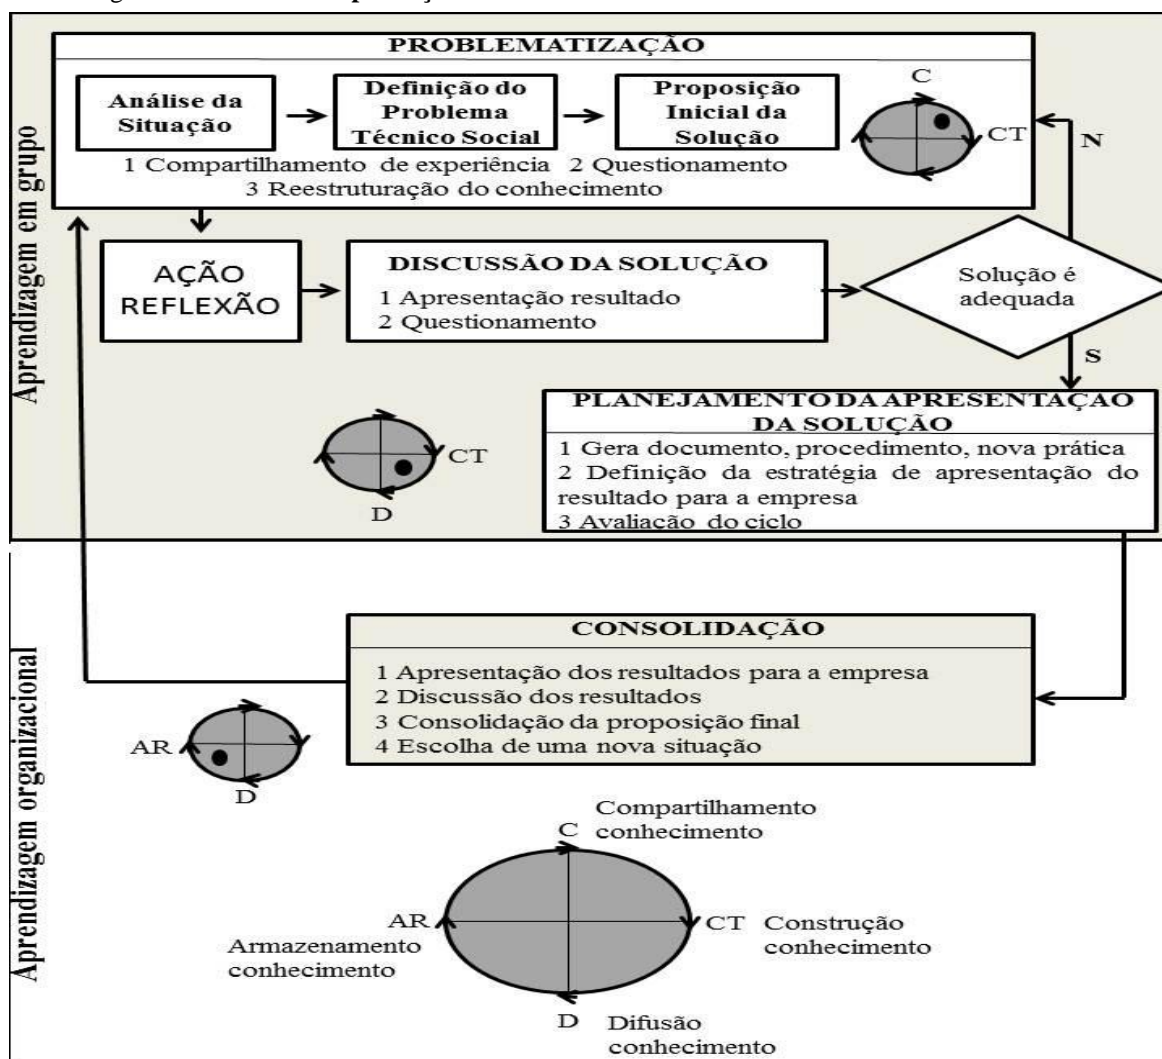 PROBLEMATIZAÇÃO
Análise da
Situação
Definição do
Problema
Técnico Social
Proposição
Inicial da
Solução
C
CT
1 Compartilhamento de experiência 2 Questionamento
3 Reestruturação do conhecimento
N
Aprendizagem em grupo
AÇÃO
REFLEXÃO
DISCUSSÃO DA SOLUÇÃO
1 Apresentação resultado
2 Questionamento
Solução é
adequada
S
CT
D
PLANEJAMENTO DA APRESENTAÇÃO
DA SOLUÇÃO
1 Gera documento, procedimento, nova prática
2 Definição da estratégia de apresentação do
resultado para a empresa
3 Avaliação do ciclo
Aprendizagem organizacional
CONSOLIDAÇÃO
1 Apresentação dos resultados para a empresa
2 Discussão dos resultados
3 Consolidação da proposição final
4 Escolha de uma nova situação
AR
D
C
Compartilhamento
conhecimento
AR
Armazenamento
conhecimento
CT
Construção
conhecimento
D
Difusão
conhecimento